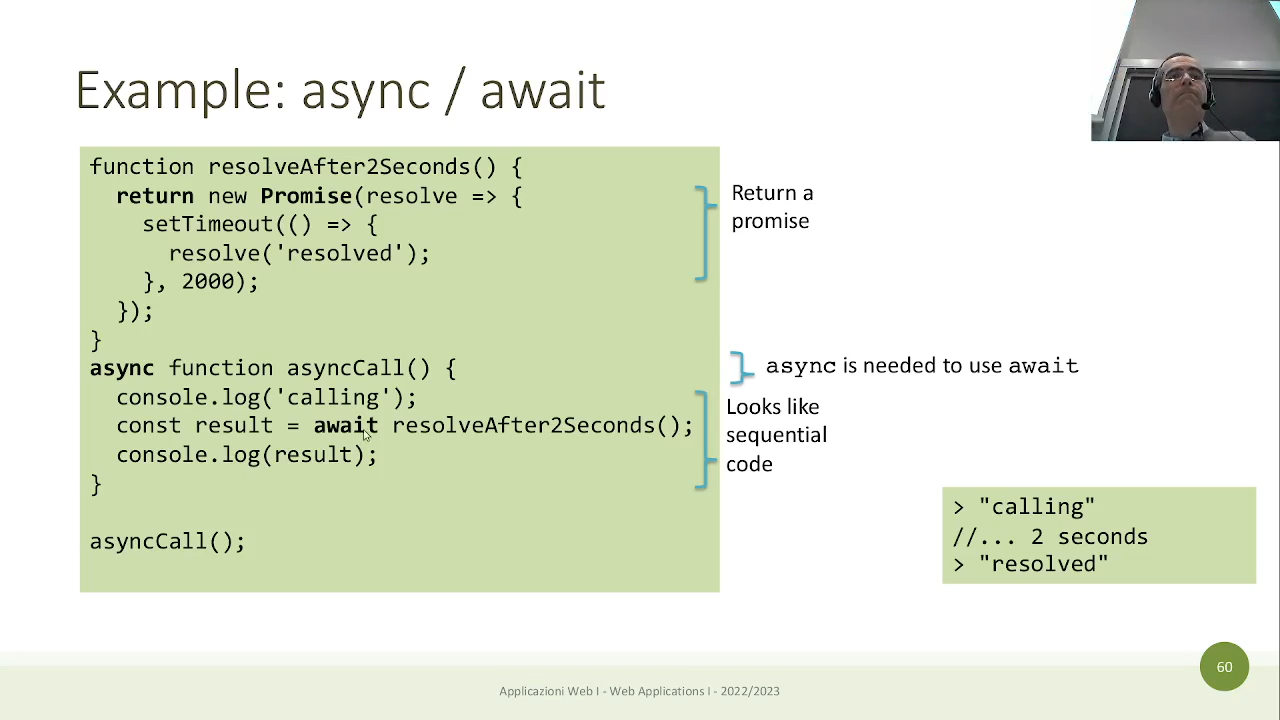 Example: async / await
function resolveAfter2Seconds() {
  return new Promise(resolve => {
    setTimeout(() => {
      resolve('resolved');
    }, 2000);
  });
}
async function asyncCall() {
  console.log('calling');
  const result = await resolveAfter2Seconds();
  console.log(result);
}
asyncCall();
Return a
promise
async is needed to use await
Looks like
sequential
code
> "calling"
//... 2 seconds
> "resolved"
Applicazioni Web I - Web Applications I - 2022/2023
60